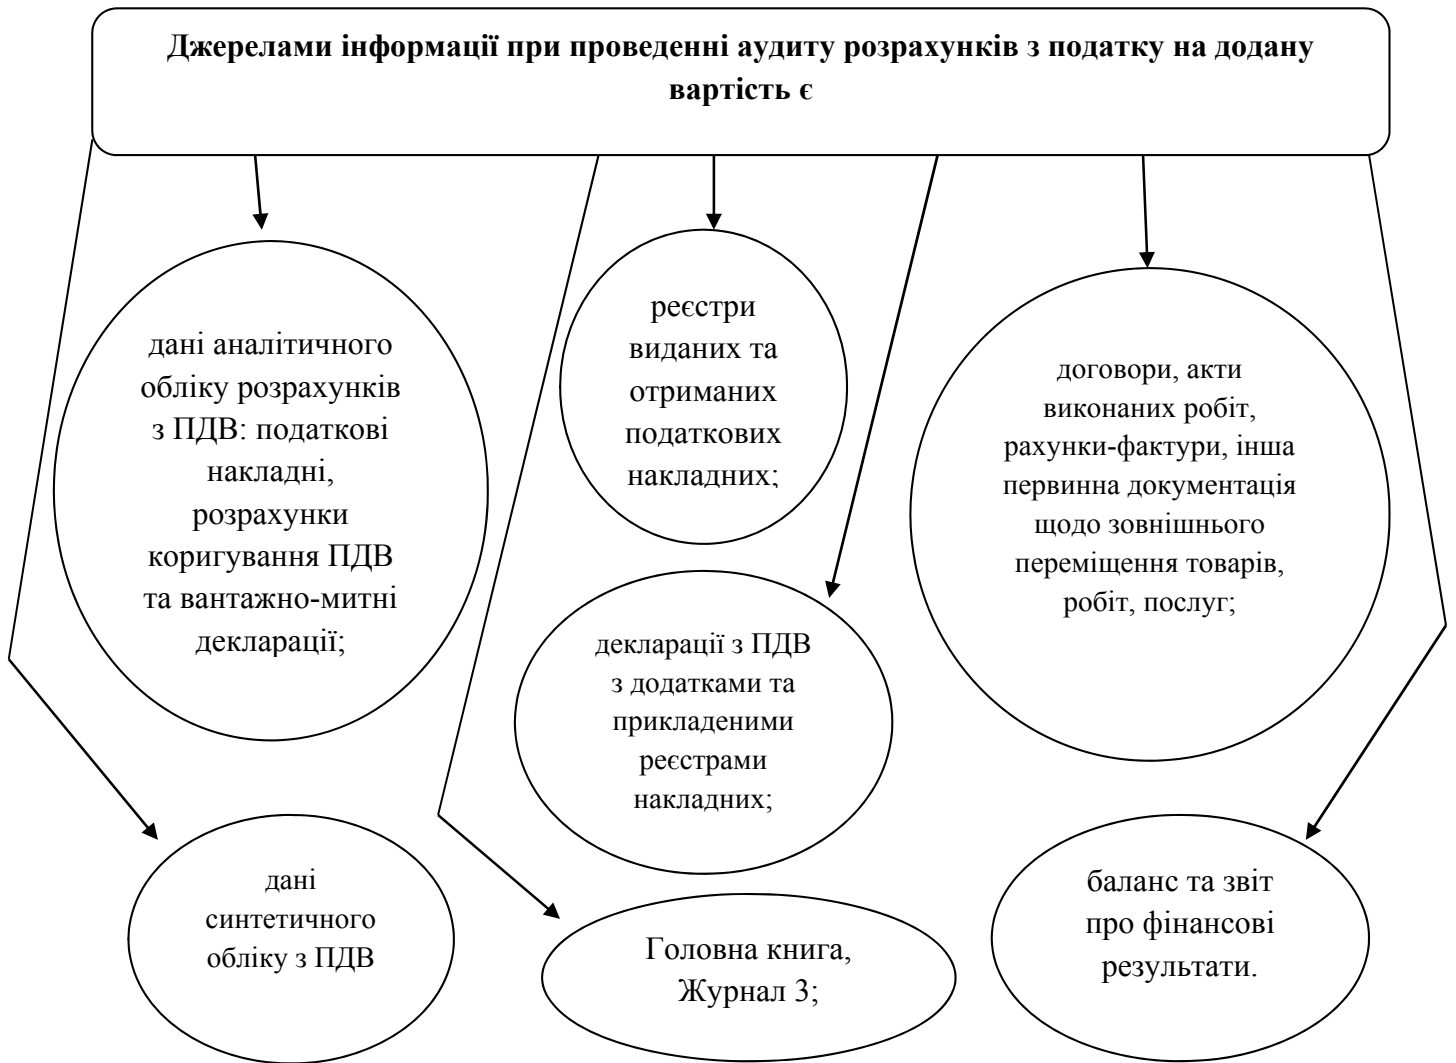 Джерелами інформації при проведенні аудиту розрахунків з податку на додану
вартість є
дані аналітичного
обліку розрахунків
з ПДВ: податкові
накладні,
розрахунки
коригування ПДВ
та вантажно-митні
декларації;
реєстри
виданих та
отриманих
податкових
накладних;
договори, акти
виконаних робіт,
рахунки-фактури, інша
первинна документація
щодо зовнішнього
переміщення товарів,
робіт, послуг;
декларації з ПДВ
з додатками та
прикладеними
реєстрами
накладних;
дані
синтетичного
обліку з ПДВ
Головна книга,
Журнал 3;
баланс та звіт
про фінансові
результати.